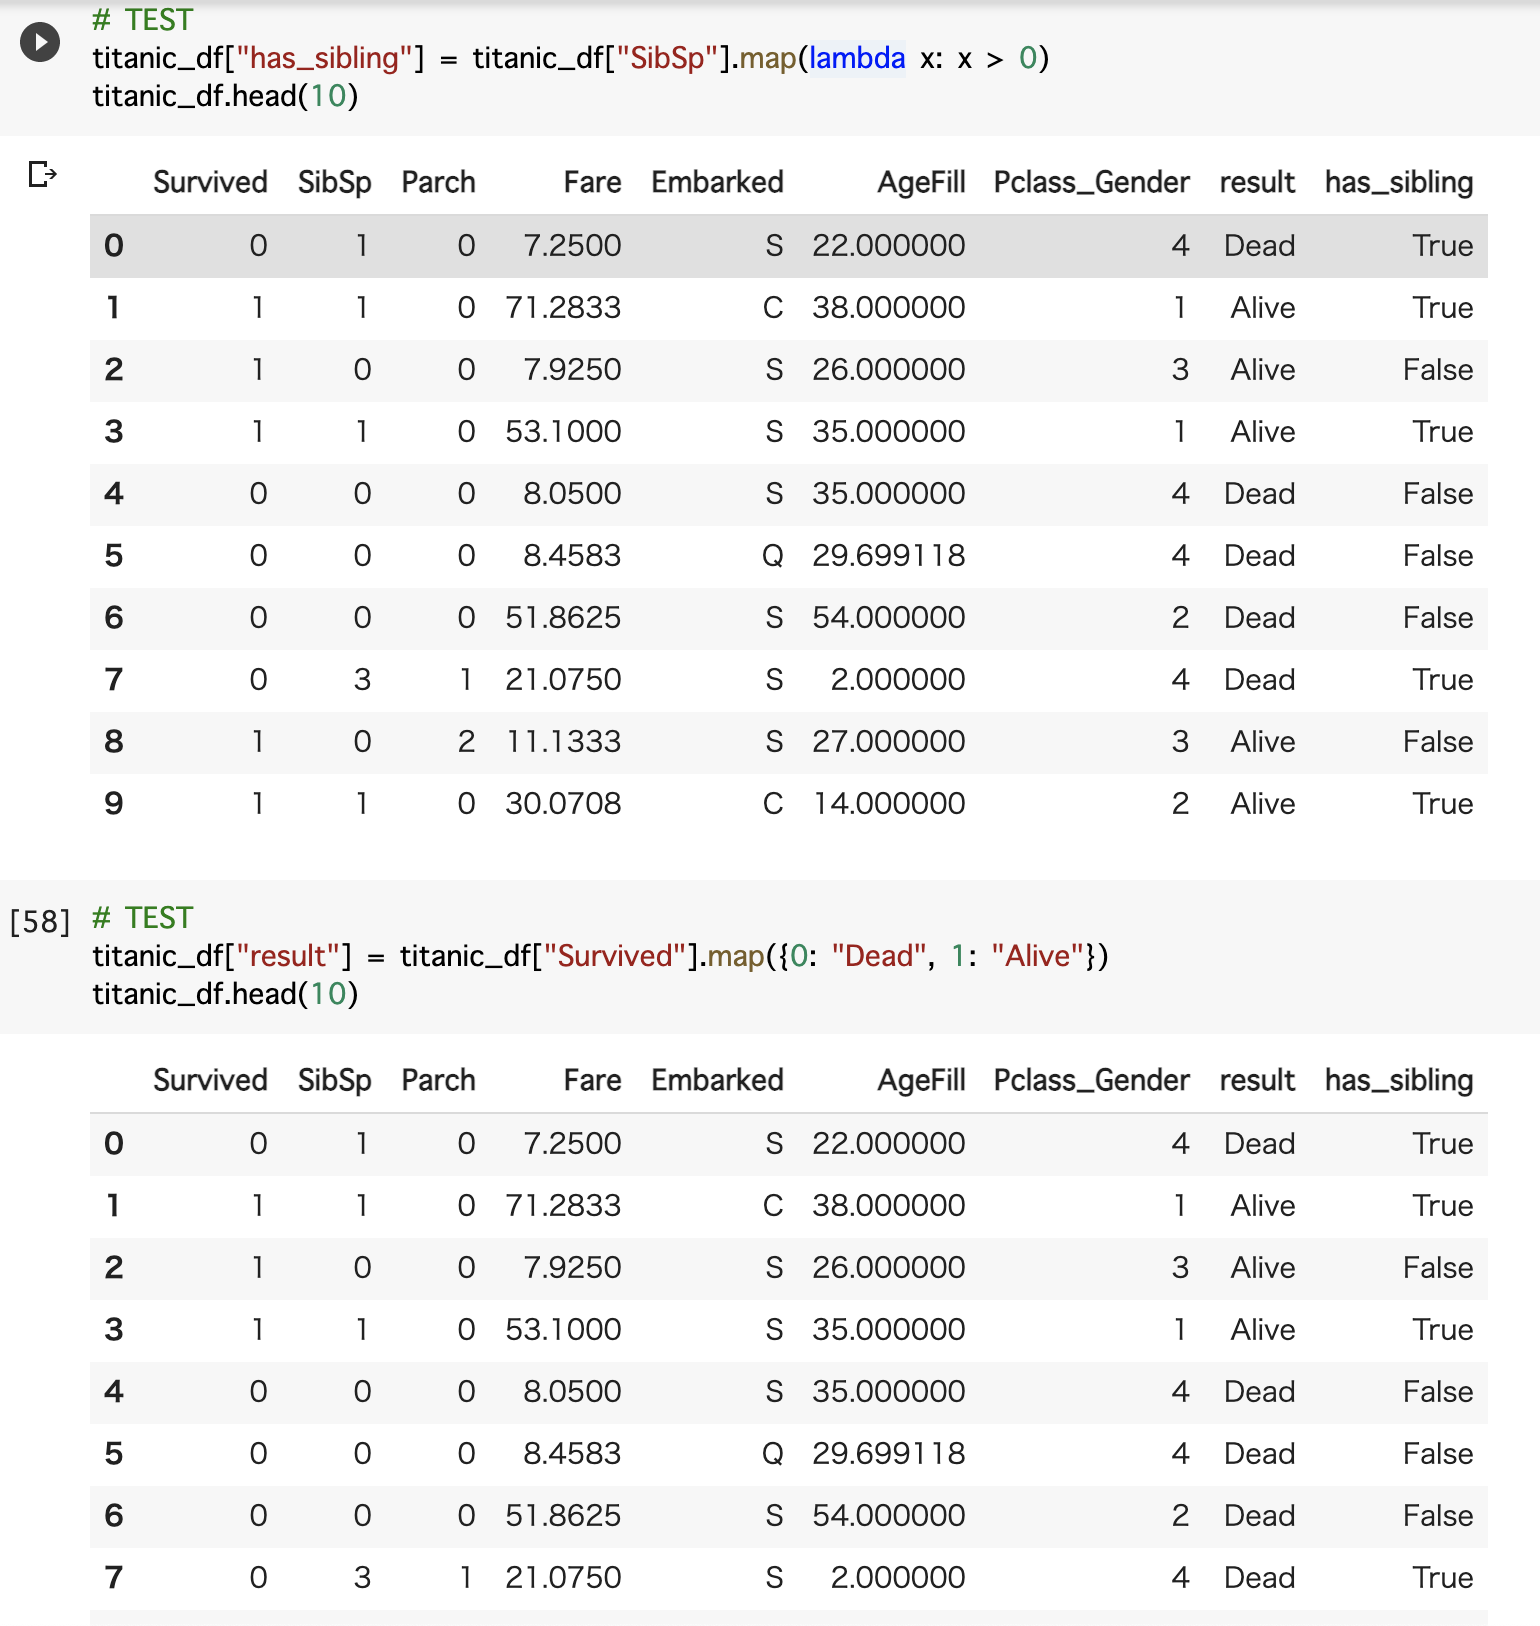 # TEST
titanic_df["has_sibling"] = titanic_df["SibSp"].map(lambda x: x > 0)
titanic_df.head(10)
Survived SibSp Parch Fare Embarked AgeFill Pclass_Gender result has_sibling
0 0 1 0 7.2500 S 22.000000 4 Dead True
1 1 1 0 71.2833 C 38.000000 1 Alive True
2 1 0 0 7.9250 S 26.000000 3 Alive False
3 1 1 0 53.1000 S 35.000000 1 Alive True
4 0 0 0 8.0500 S 35.000000 4 Dead False
5 0 0 0 8.4583 Q 29.699118 4 Dead False
6 0 0 0 51.8625 S 54.000000 2 Dead False
7 0 3 1 21.0750 S 2.000000 4 Dead True
8 1 0 2 11.1333 S 27.000000 3 Alive False
9 1 1 0 30.0708 C 14.000000 2 Alive True
[58] # TEST
titanic_df["result"] = titanic_df["Survived"].map({0: "Dead", 1: "Alive"})
titanic_df.head(10)
Survived SibSp Parch Fare Embarked AgeFill Pclass_Gender result has_sibling
0 0 1 0 7.2500 S 22.000000 4 Dead True
1 1 1 0 71.2833 C 38.000000 1 Alive True
2 1 0 0 7.9250 S 26.000000 3 Alive False
3 1 1 0 53.1000 S 35.000000 1 Alive True
4 0 0 0 8.0500 S 35.000000 4 Dead False
5 0 0 0 8.4583 Q 29.699118 4 Dead False
6 0 0 0 51.8625 S 54.000000 2 Dead False
7 0 3 1 21.0750 S 2.000000 4 Dead True